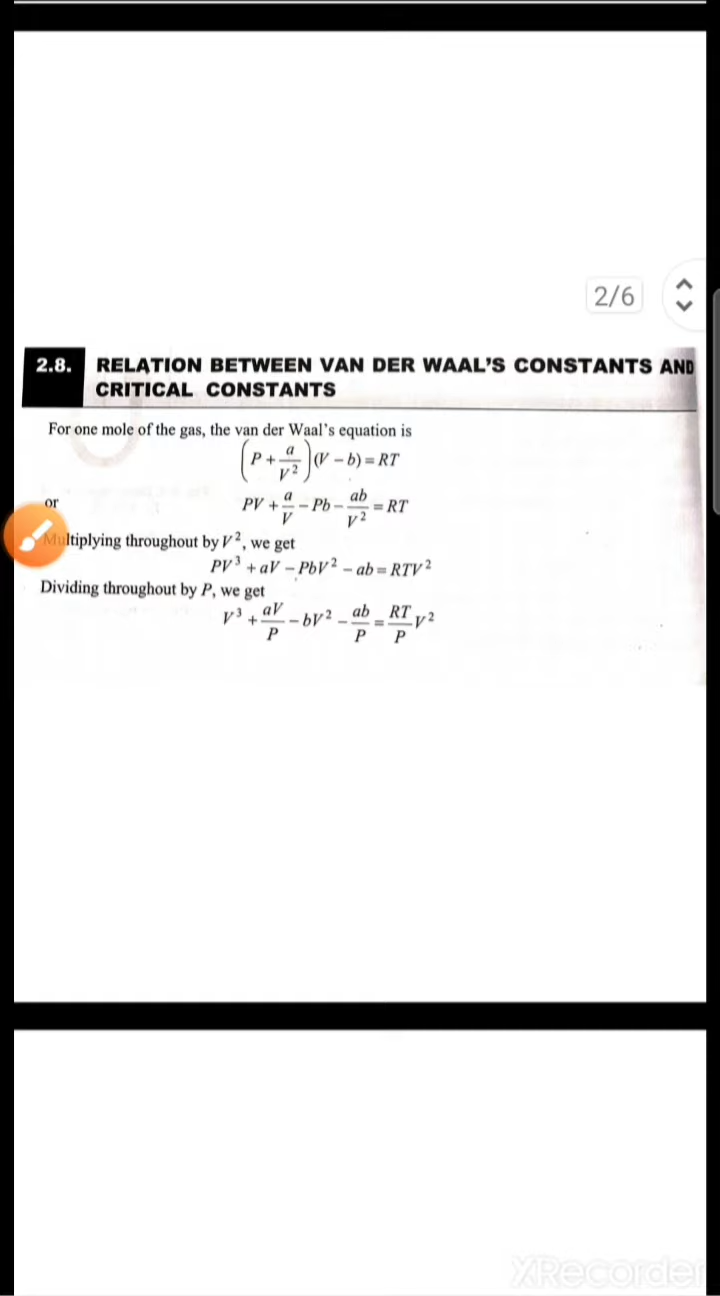 2/6
2.8. RELATION BETWEEN VAN DER WAAL'S CONSTANTS AND
CRITICAL CONSTANTS
For one mole of the gas, the van der Waal's equation is
(P + a/V²)(V – b) = RT
or PV + a/V – Pb – ab/V² = RT
Multiplying throughout by V², we get
PV³ + aV – PbV² – ab = RTV²
Dividing throughout by P, we get
V³ + aV/P – bV² – ab/P = RT/P V²
XRecorder